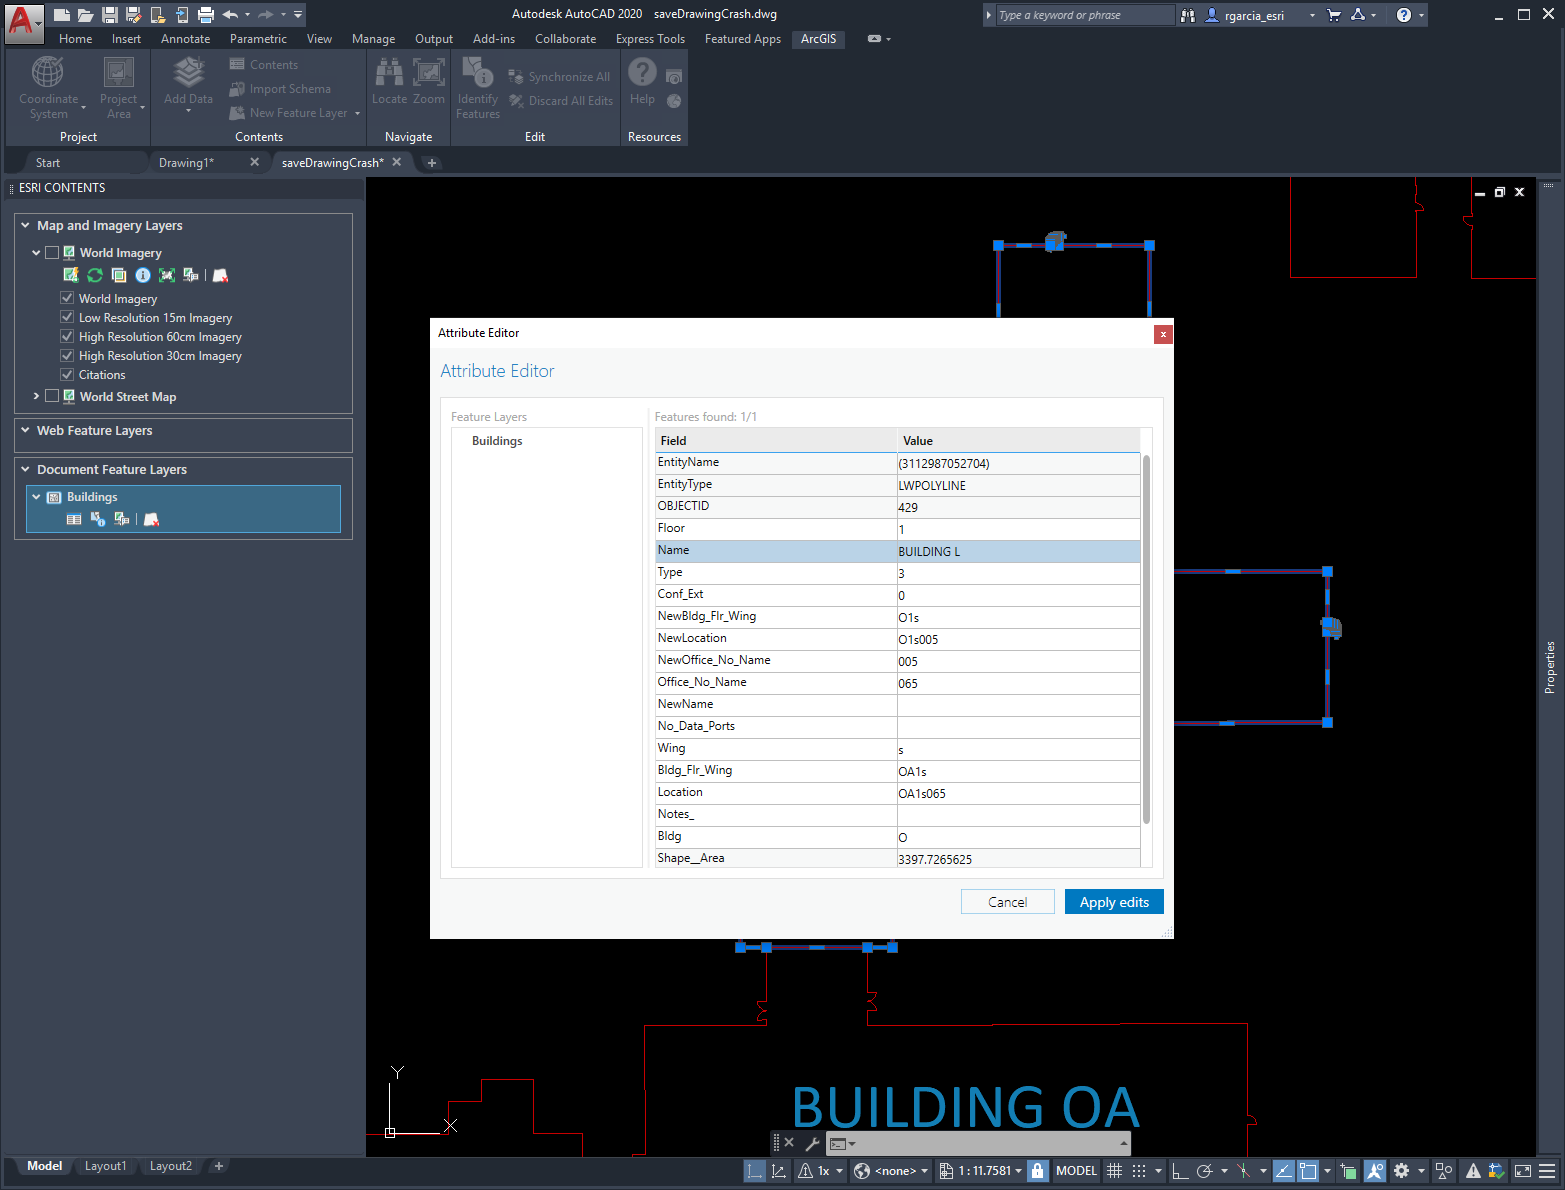 Autodesk AutoCAD 2020 saveDrawingCrash.dwg
Type a keyword or phrase
rgarcia_esri
Home Insert Annotate Parametric View Manage Output Add-ins Collaborate Express Tools Featured Apps ArcGIS
Coordinate System
Project Area
Add Data
Contents
Import Schema
New Feature Layer
Locate Zoom
Identify Features
Synchronize All
Discard All Edits
Help
Project Contents Navigate Edit Resources
Start Drawing1* saveDrawingCrash*
ESRI CONTENTS
Map and Imagery Layers
World Imagery
World Imagery
Low Resolution 15m Imagery
High Resolution 60cm Imagery
High Resolution 30cm Imagery
Citations
World Street Map
Web Feature Layers
Document Feature Layers
Buildings
Attribute Editor
Attribute Editor
Feature Layers
Buildings
Features found: 1/1
Field Value
EntityName (3112987052704)
EntityType LWPOLYLINE
OBJECTID 429
Floor 1
Name BUILDING L
Type 3
Conf_Ext 0
NewBldg_Flr_Wing O1s
NewLocation O1s005
NewOffice_No_Name 005
Office_No_Name 065
NewName
No_Data_Ports
Wing s
Bldg_Flr_Wing OA1s
Location OA1s065
Notes_
Bldg O
Shape__Area 3397.7265625
Cancel Apply edits
Properties
Y
X
BUILDING OA
Model Layout1 Layout2
1x <none> 1 : 11.7581 MODEL